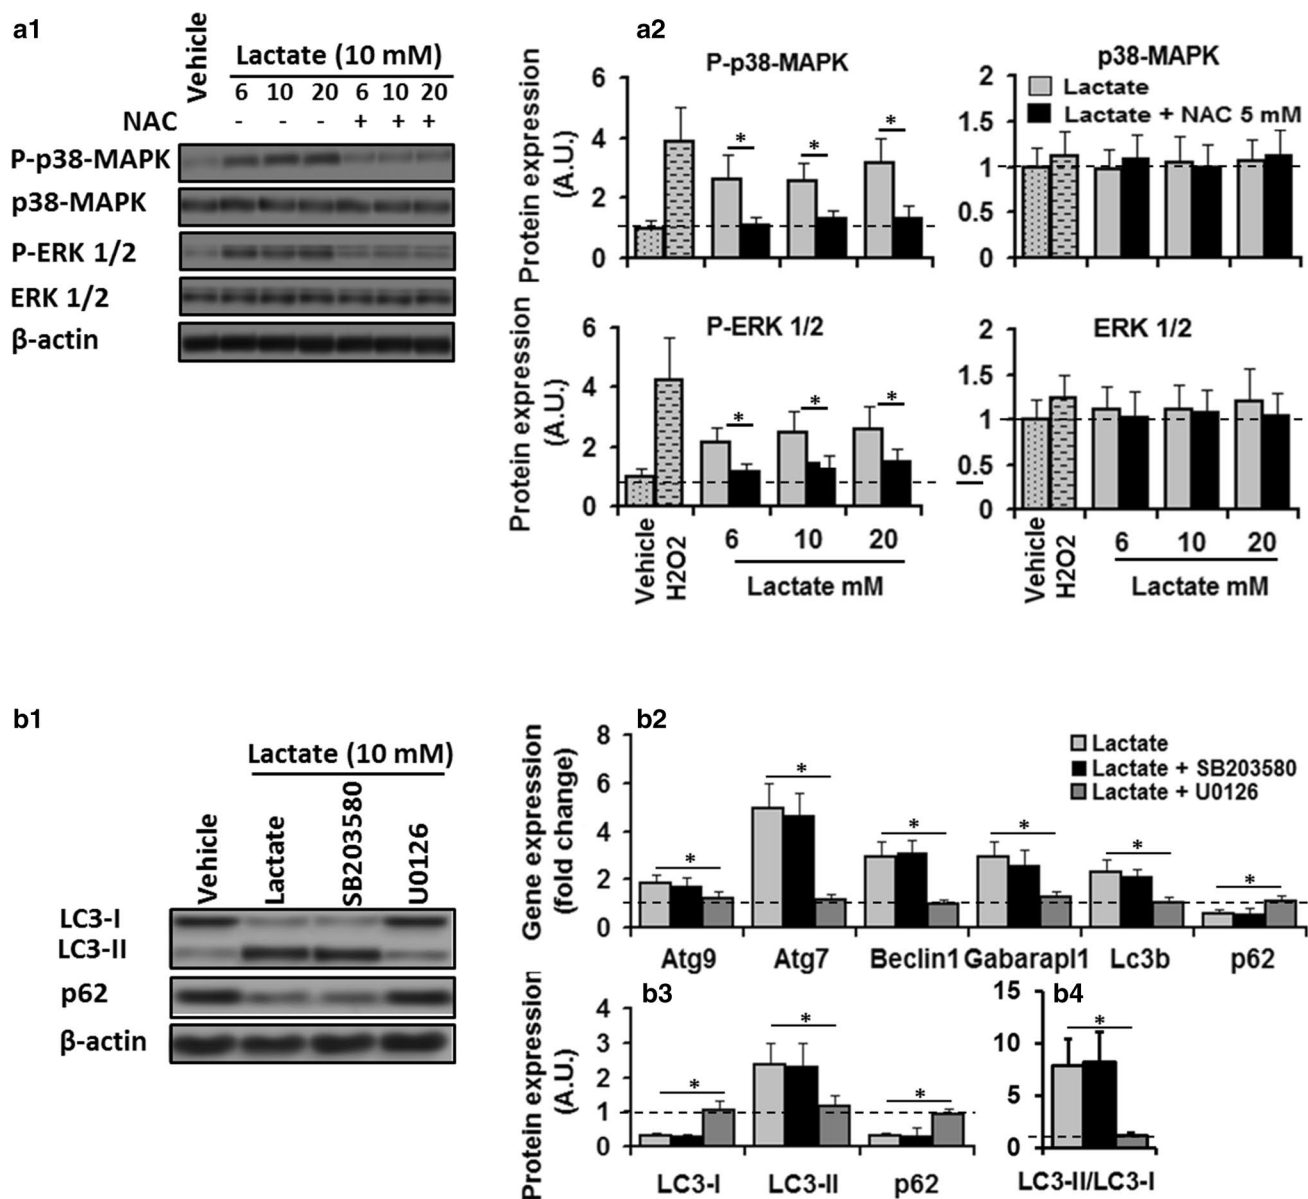 a1
Vehicle
Lactate (10 mM)
6 10 20 6 10 20
NAC - - - + + +
P-p38-MAPK
p38-MAPK
P-ERK 1/2
ERK 1/2
β-actin
a2
Protein expression
(A.U.)
P-p38-MAPK
6
4
2
0
* * *
p38-MAPK
Lactate
Lactate + NAC 5 mM
2
1.5
1
0.5
0
Protein expression
(A.U.)
P-ERK 1/2
6
4
2
0
* * *
Vehicle
H2O2
6 10 20
Lactate mM
ERK 1/2
2
1.5
1
0.5
0
Vehicle
H2O2
6 10 20
Lactate mM
b1
Lactate (10 mM)
Vehicle
Lactate
SB203580
U0126
LC3-I
LC3-II
p62
β-actin
b2
Gene expression
(fold change)
8
6
4
2
0
Lactate
Lactate + SB203580
Lactate + U0126
* * * * * *
Atg9 Atg7 Beclin1 Gabarapl1 Lc3b p62
b3
Protein expression
(A.U.)
4
3
2
1
0
* * *
LC3-I LC3-II p62
b4
15
10
5
0
*
LC3-II/LC3-I